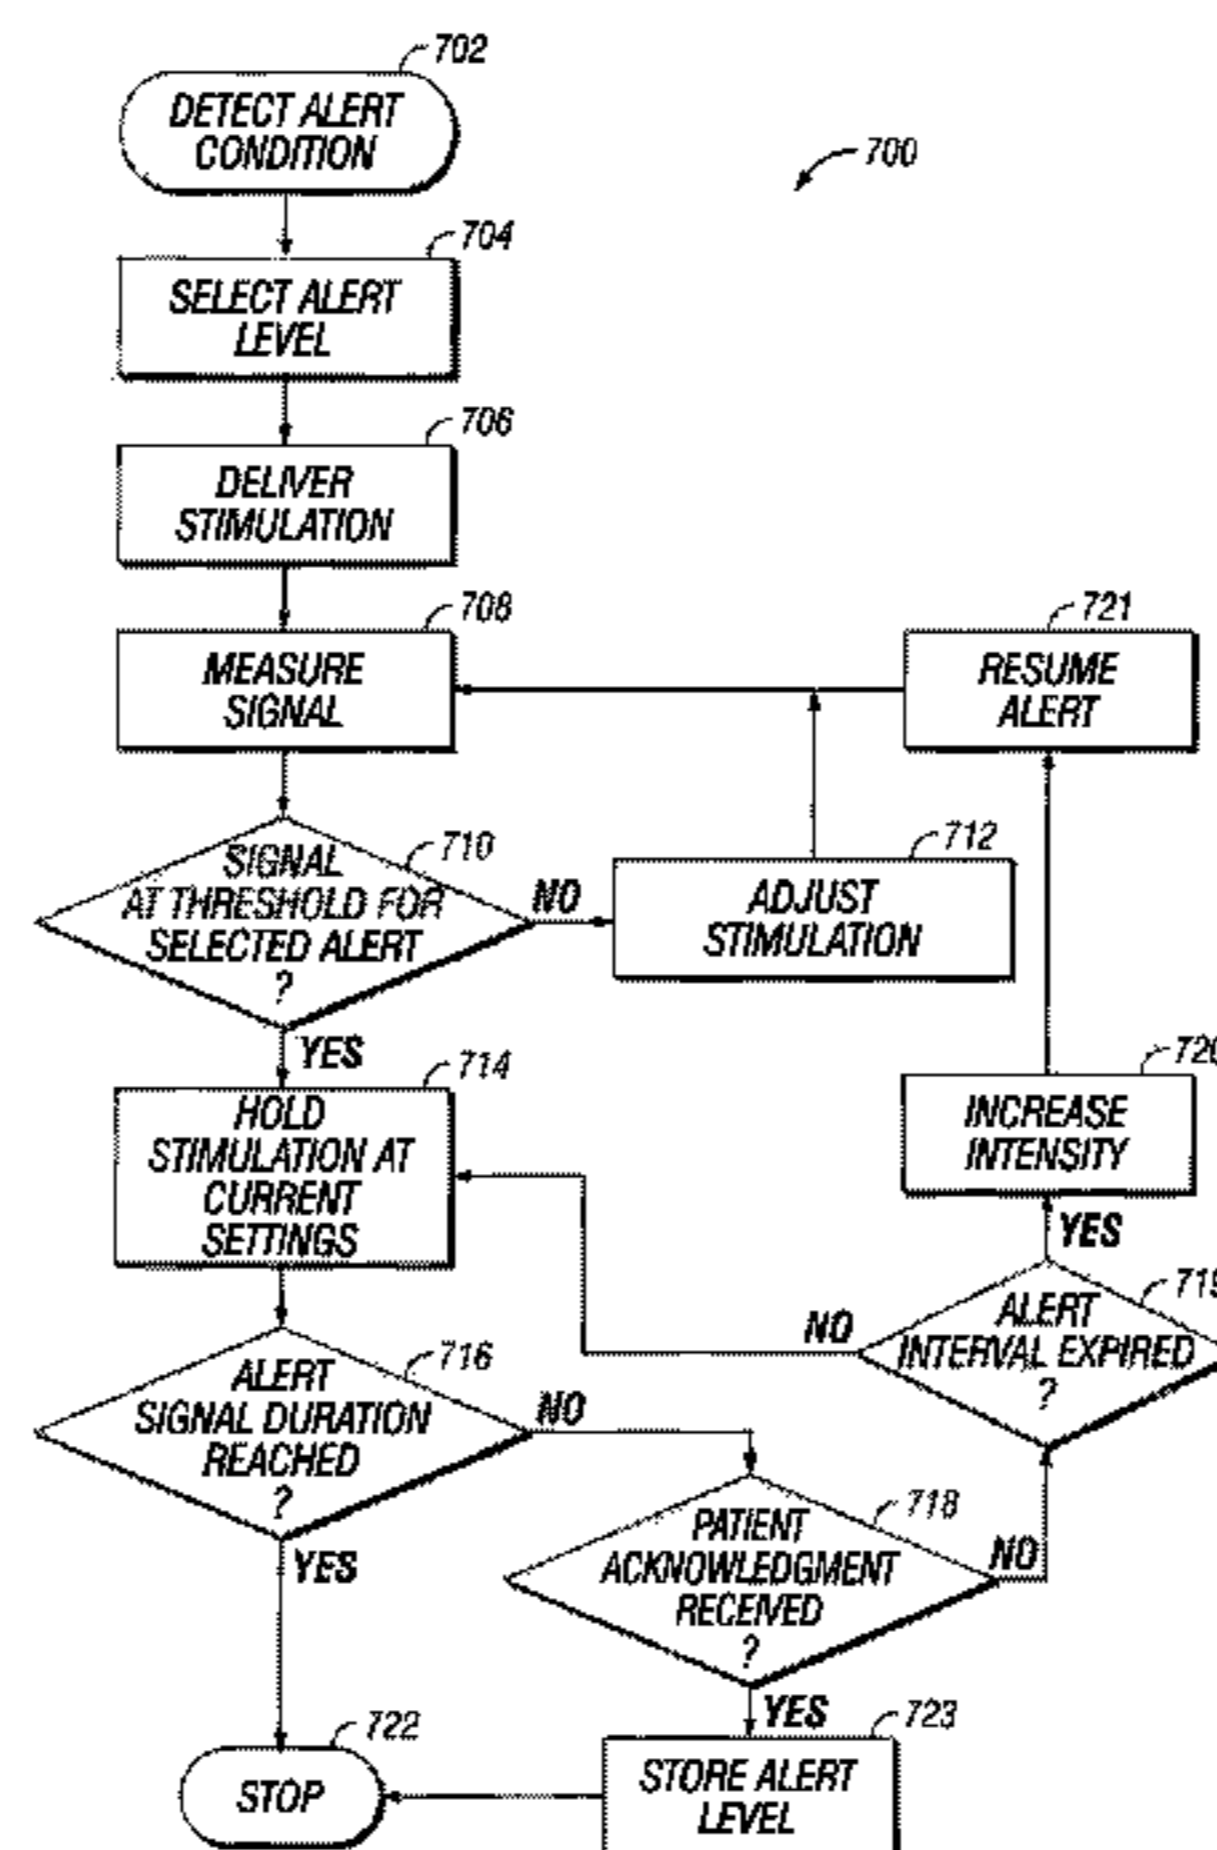 702
DETECT ALERT
CONDITION
700
704
SELECT ALERT
LEVEL
706
DELIVER
STIMULATION
708
MEASURE
SIGNAL
721
RESUME
ALERT
710
SIGNAL
AT THRESHOLD FOR
SELECTED ALERT
?
NO
712
ADJUST
STIMULATION
YES
714
HOLD
STIMULATION AT
CURRENT
SETTINGS
720
INCREASE
INTENSITY
YES
719
ALERT
INTERVAL EXPIRED
?
NO
716
ALERT
SIGNAL DURATION
REACHED
?
NO
YES
718
PATIENT
ACKNOWLEDGMENT
RECEIVED
?
NO
YES
722
STOP
723
STORE ALERT
LEVEL